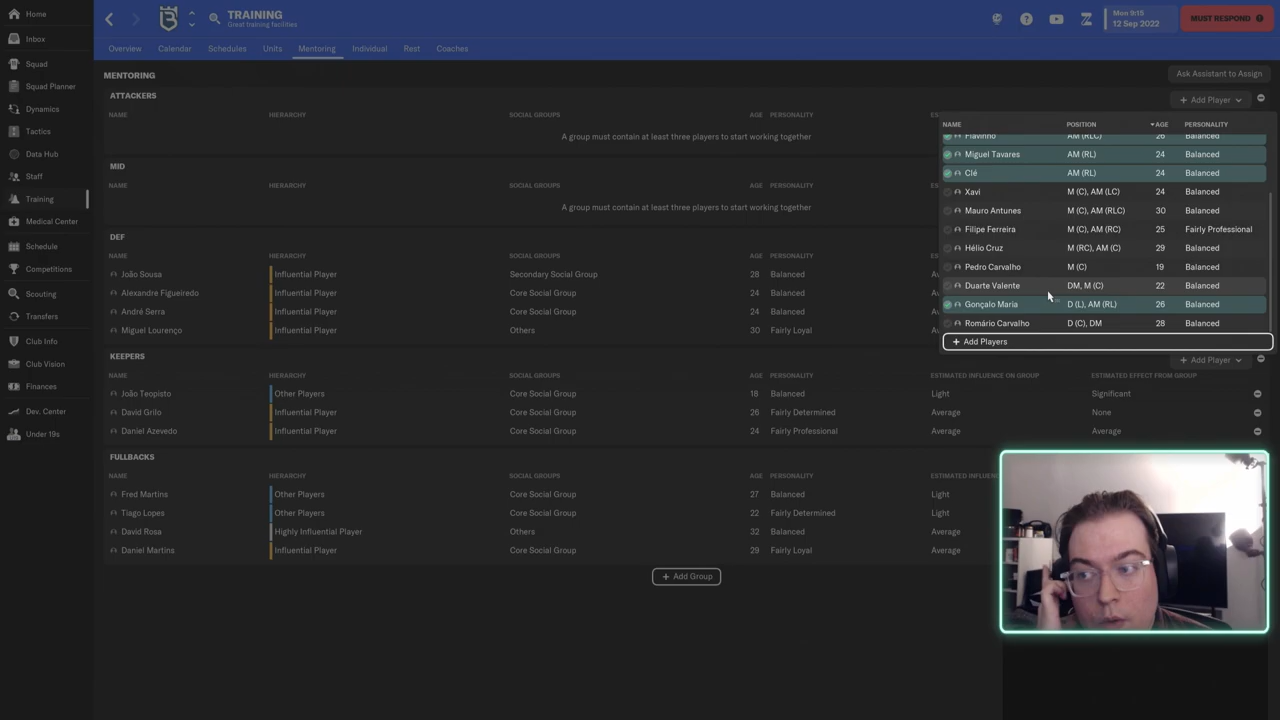 Home
Inbox
Squad
Squad Planner
Dynamics
Tactics
Data Hub
Staff
Training
Medical Center
Schedule
Competitions
Scouting
Transfers
Club Info
Club Vision
Finances
Dev. Center
Under 19s
TRAINING
Great training facilities
Mon 9:15
12 Sep 2022
MUST RESPOND
Overview Calendar Schedules Units Mentoring Individual Rest Coaches
MENTORING
Ask Assistant to Assign
ATTACKERS
+ Add Player
NAME HIERARCHY SOCIAL GROUPS AGE PERSONALITY ES
A group must contain at least three players to start working together
MID
NAME HIERARCHY SOCIAL GROUPS AGE PERSONALITY ES
A group must contain at least three players to start working together
DEF
NAME HIERARCHY SOCIAL GROUPS AGE PERSONALITY ES
João Sousa Influential Player Secondary Social Group 28 Balanced Av
Alexandre Figueiredo Influential Player Core Social Group 24 Balanced Av
André Serra Influential Player Core Social Group 24 Balanced
Miguel Lourenço Influential Player Others 30 Fairly Loyal
NAME POSITION AGE PERSONALITY
Flavinho AM (RLC) 26 Balanced
Miguel Tavares AM (RL) 24 Balanced
Clé AM (RL) 24 Balanced
Xavi M (C), AM (LC) 24 Balanced
Mauro Antunes M (C), AM (RLC) 30 Balanced
Filipe Ferreira M (C), AM (RC) 25 Fairly Professional
Hélio Cruz M (RC), AM (C) 29 Balanced
Pedro Carvalho M (C) 19 Balanced
Duarte Valente DM, M (C) 22 Balanced
Gonçalo Maria D (L), AM (RL) 26 Balanced
Romário Carvalho D (C), DM 28 Balanced
+ Add Players
KEEPERS
+ Add Player
NAME HIERARCHY SOCIAL GROUPS AGE PERSONALITY ESTIMATED INFLUENCE ON GROUP ESTIMATED EFFECT FROM GROUP
João Teopisto Other Players Core Social Group 18 Balanced Light Significant
David Grilo Influential Player Core Social Group 26 Fairly Determined Average None
Daniel Azevedo Influential Player Core Social Group 24 Fairly Professional Average Average
FULLBACKS
NAME HIERARCHY SOCIAL GROUPS AGE PERSONALITY ESTIMATED INFLUEN
Fred Martins Other Players Core Social Group 27 Balanced Light
Tiago Lopes Other Players Core Social Group 22 Fairly Determined Light
David Rosa Highly Influential Player Others 32 Balanced Average
Daniel Martins Influential Player Core Social Group 29 Fairly Loyal Average
+ Add Group